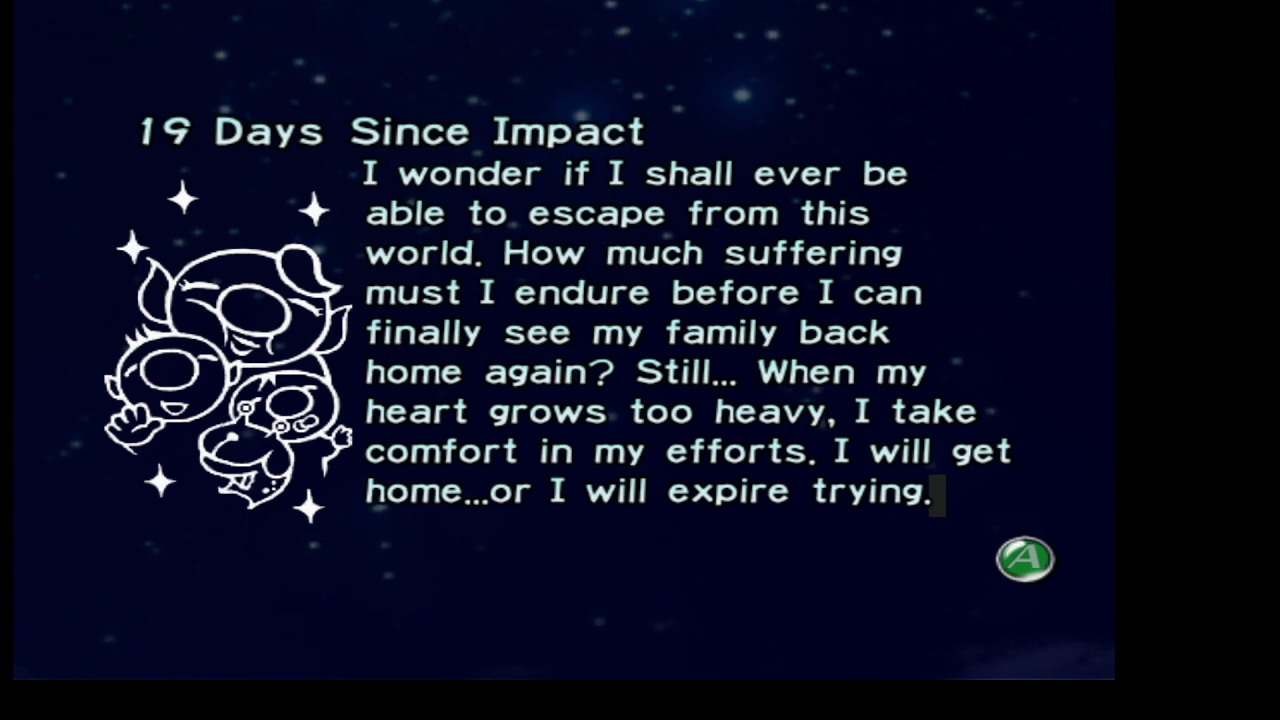 19 Days Since Impact
I wonder if I shall ever be
able to escape from this
world. How much suffering
must I endure before I can
finally see my family back
home again? Still... When my
heart grows too heavy, I take
comfort in my efforts. I will get
home...or I will expire trying.
A